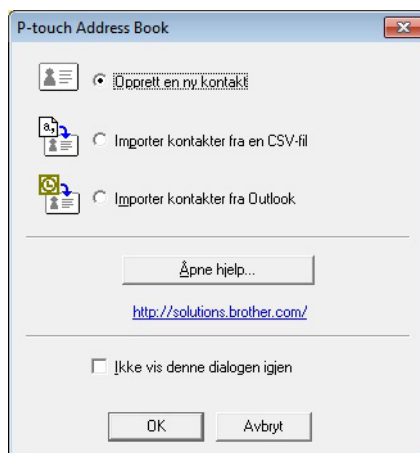 P-touch Address Book
Opprett en ny kontakt
a,
Importer kontakter fra en CSV-fil
Importer kontakter fra Outlook
Åpne hjelp...
http://solutions.brother.com/
Ikke vis denne dialogen igjen
OK Avbryt